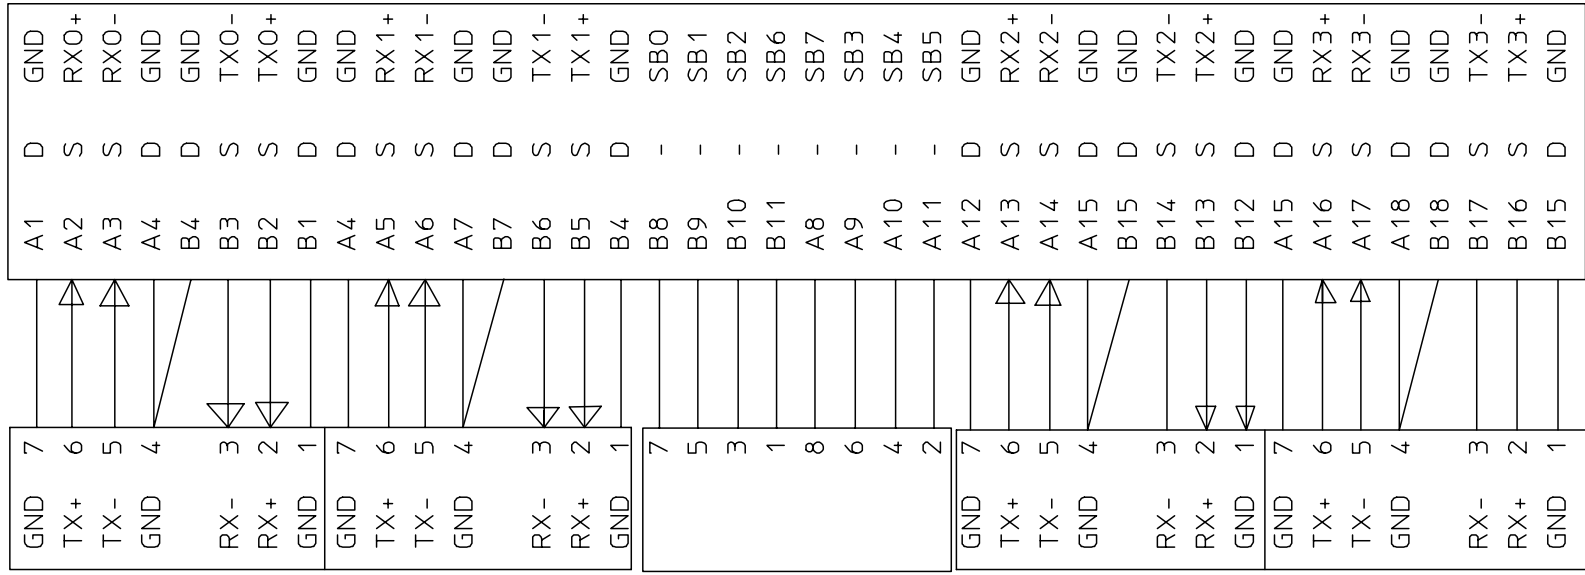 GND 7 A1 D GND
TX+ 6 A2 S RX0+
TX- 5 A3 S RX0-
GND 4 A4 D GND
B4 D GND
RX- 3 B3 S TX0-
RX+ 2 B2 S TX0+
GND 1 B1 D GND
GND 7 A4 D GND
TX+ 6 A5 S RX1+
TX- 5 A6 S RX1-
GND 4 A7 D GND
B7 D GND
RX- 3 B6 S TX1-
RX+ 2 B5 S TX1+
GND 1 B4 D GND
7 B8 - SB0
5 B9 - SB1
3 B10 - SB2
1 B11 - SB6
8 A8 - SB7
6 A9 - SB3
4 A10 - SB4
2 A11 - SB5
GND 7 A12 D GND
TX+ 6 A13 S RX2+
TX- 5 A14 S RX2-
GND 4 A15 D GND
B15 D GND
RX- 3 B14 S TX2-
RX+ 2 B13 S TX2+
GND 1 B12 D GND
GND 7 A15 D GND
TX+ 6 A16 S RX3+
TX- 5 A17 S RX3-
GND 4 A18 D GND
B18 D GND
RX- 3 B17 S TX3-
RX+ 2 B16 S TX3+
GND 1 B15 D GND